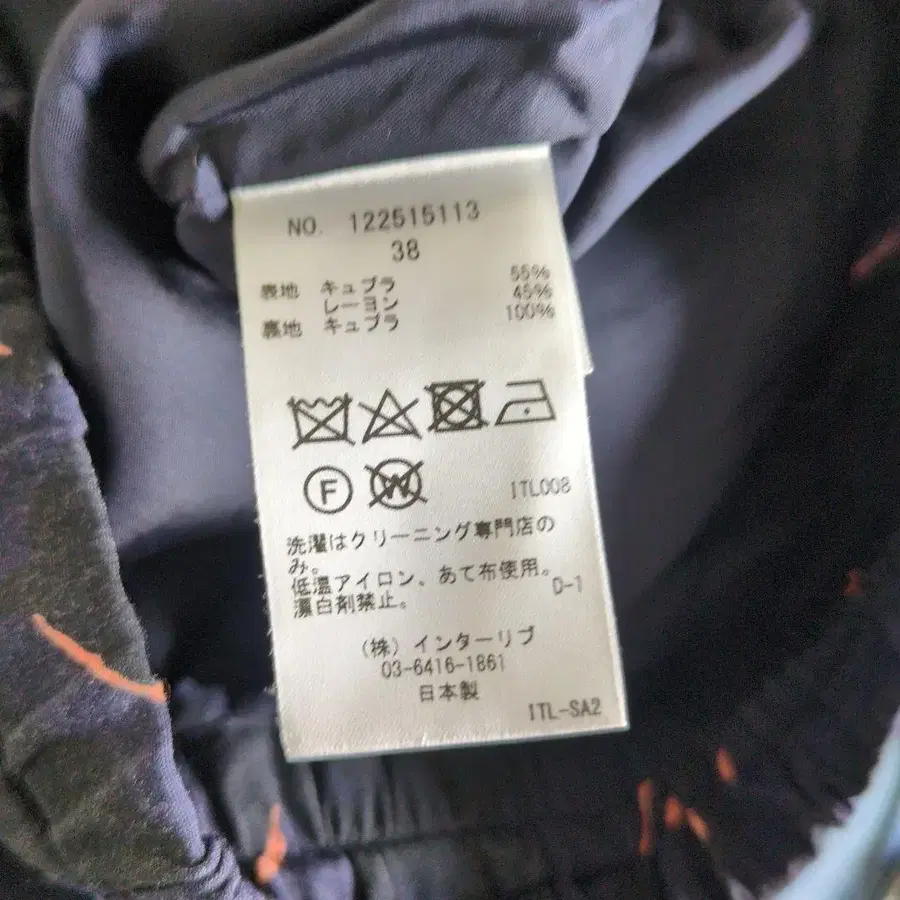 NO. 122515113
38
表地 キュプラ 55%
レーヨン 45%
裏地 キュプラ 100%
F W
ITL008
洗濯はクリーニング専門店の
み。
低温アイロン、あて布使用。
漂白剤禁止。 D-1
(株) インターリブ
03-6416-1861
日本製
ITL-SA2